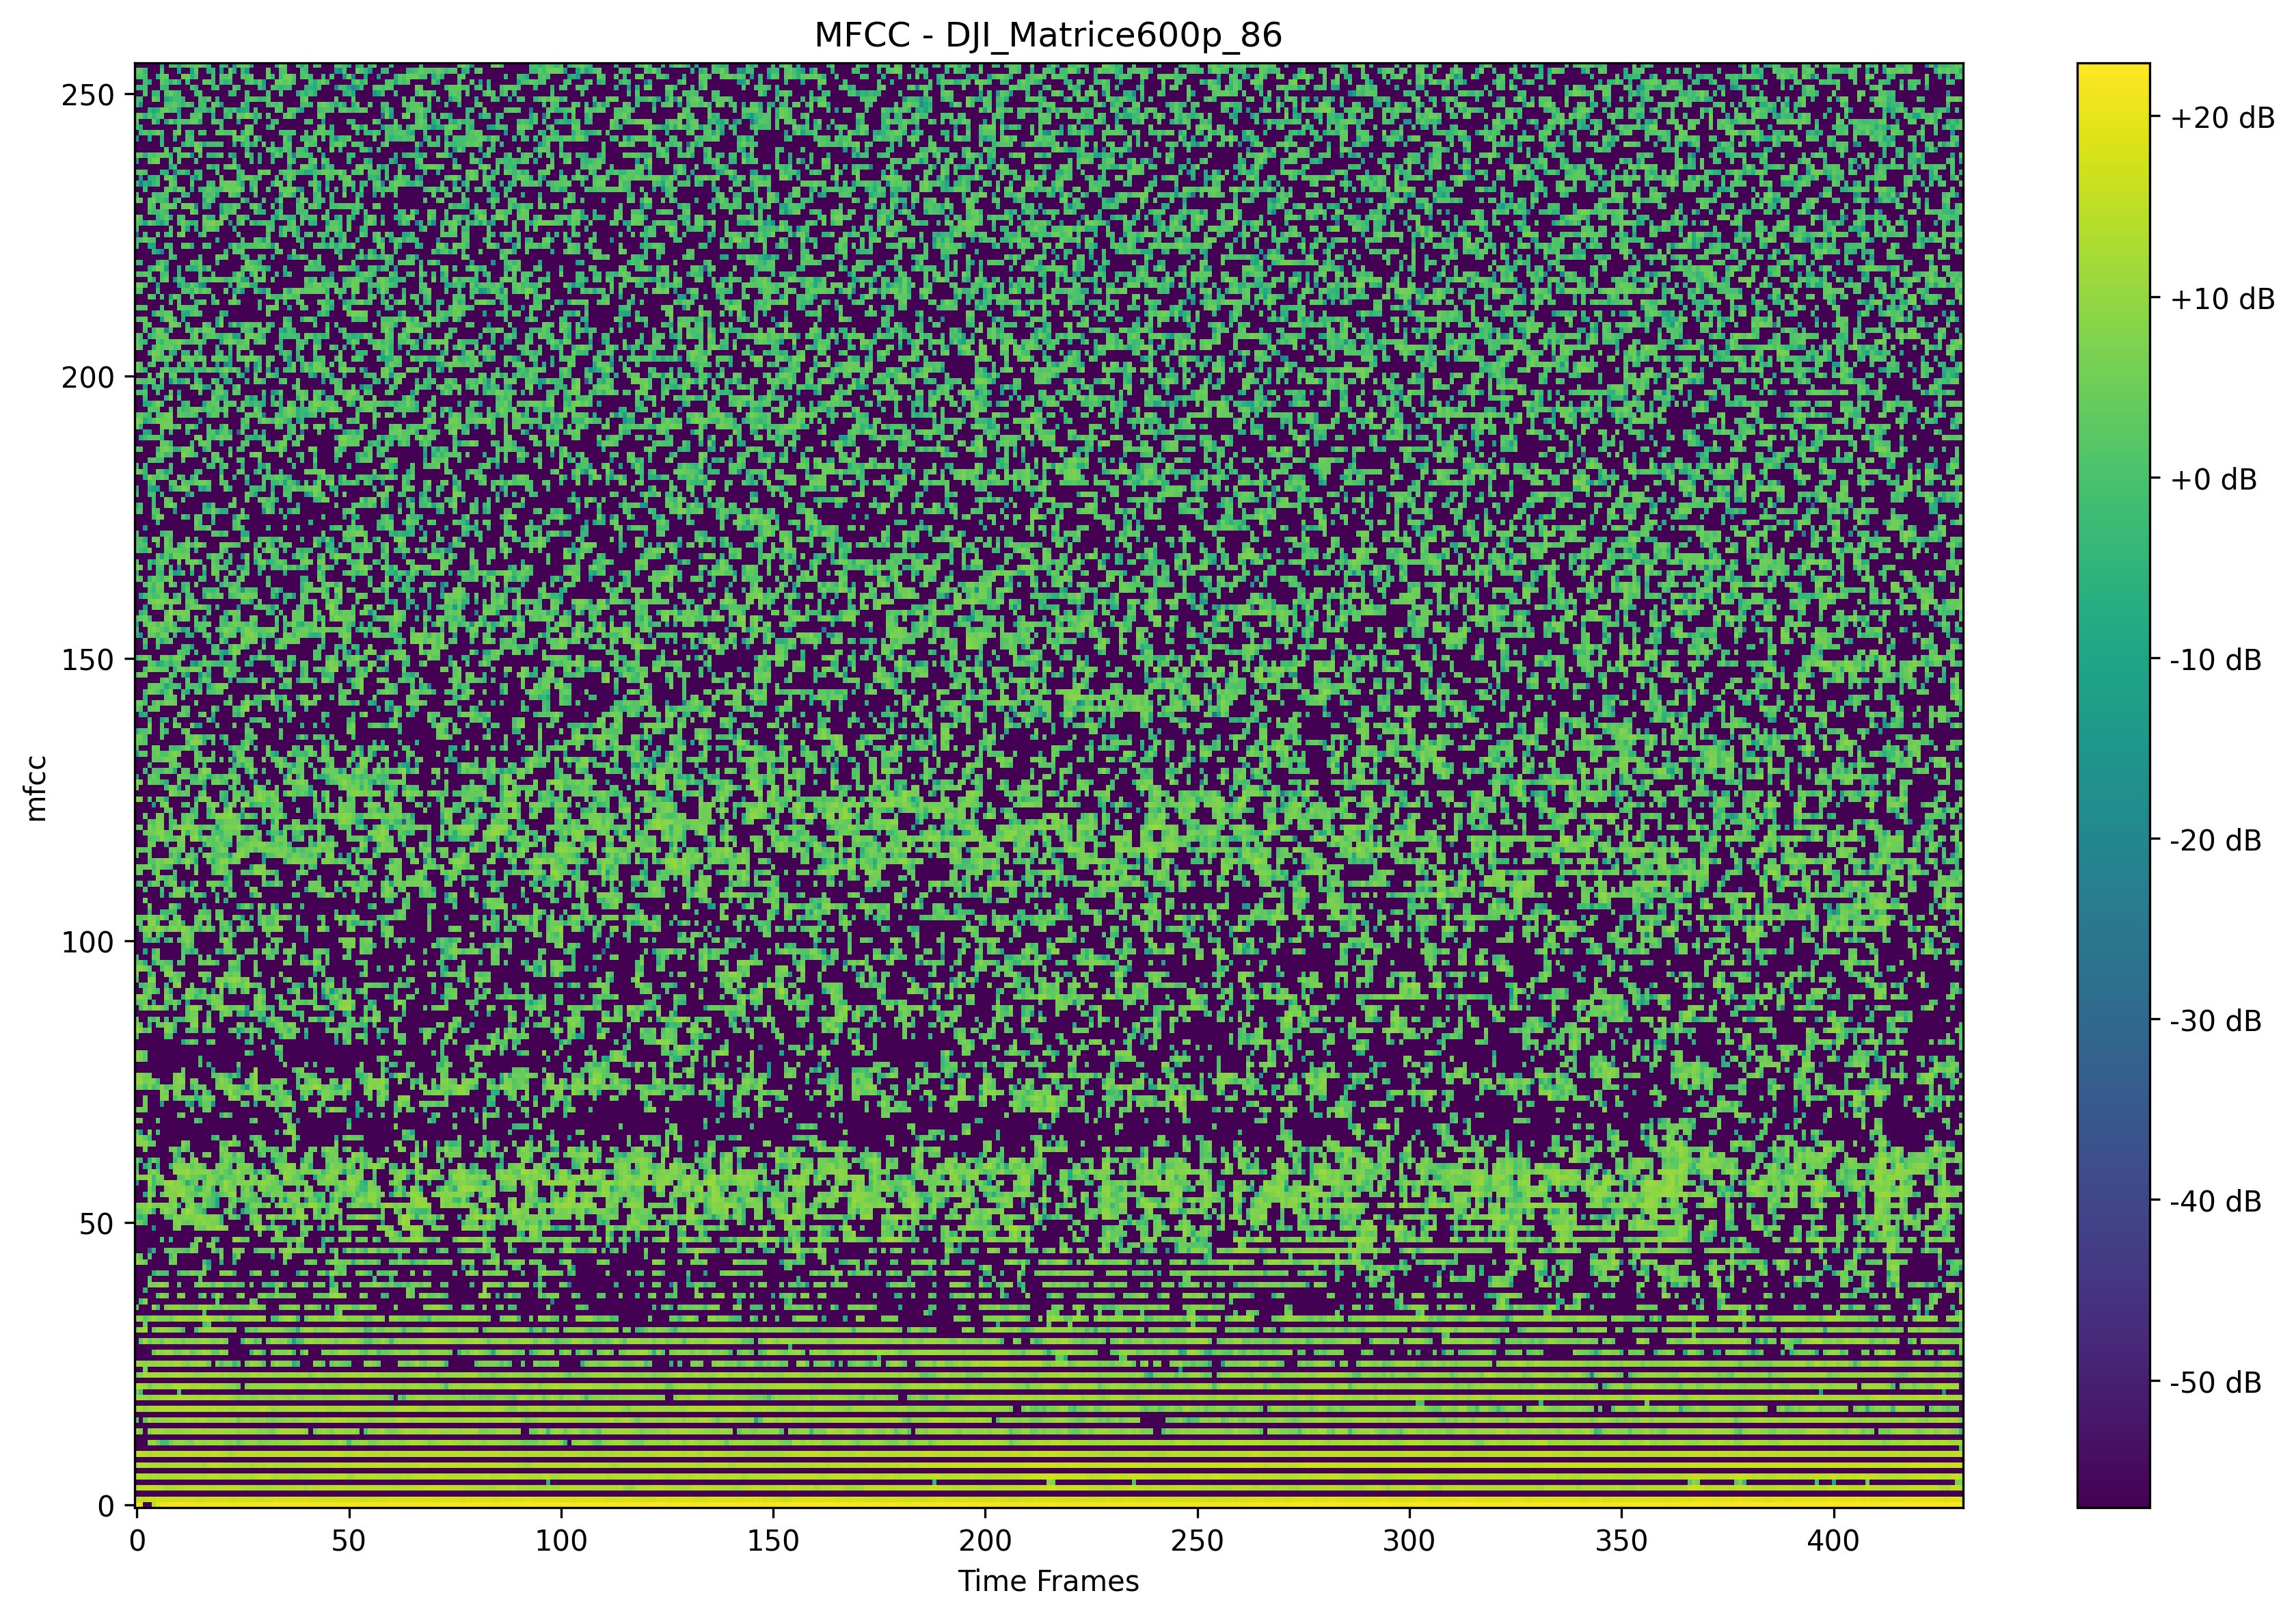 MFCC - DJI_Matrice600p_86
mfcc
250
200
150
100
50
0
0 50 100 150 200 250 300 350 400
Time Frames
+20 dB
+10 dB
+0 dB
-10 dB
-20 dB
-30 dB
-40 dB
-50 dB